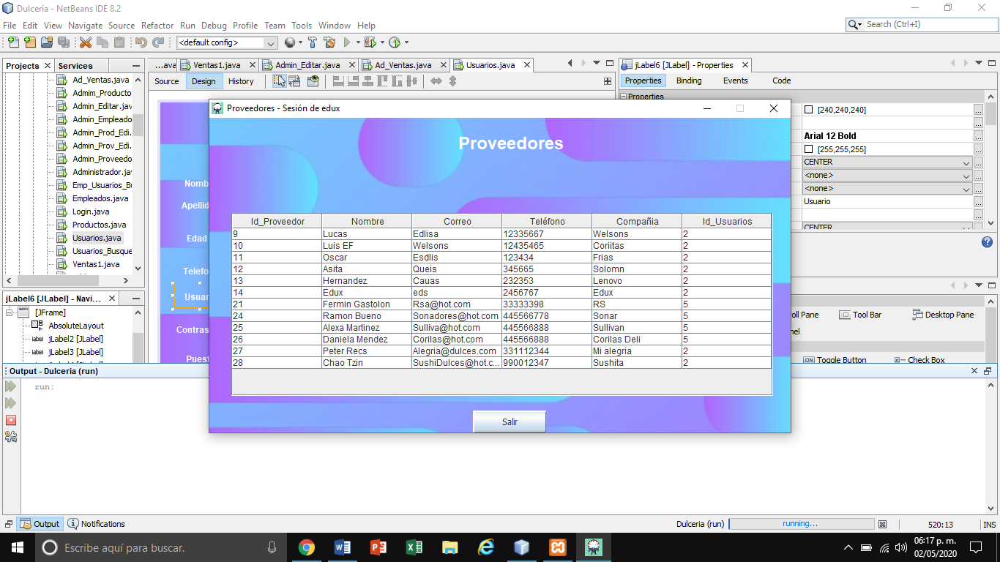 Dulceria - NetBeans IDE 8.2
File Edit View Navigate Source Refactor Run Debug Profile Team Tools Window Help
Search (Ctrl+I)
<default config>
Projects Services
...ava Ventas1.java Admin_Editar.java Ad_Ventas.java Usuarios.java
jLabel6 [JLabel] - Properties
Source Design History
Properties Binding Events Code
Ad_Ventas.java
Admim_Producto
Admin_Editar.jav
Admin_Empleado
Admin_Prod_Edi.
Admin_Prov_Edi.
Admin_Proveedo
Administrador.jav
Emp_Usuarios_Bu
Empleados.java
Login.java
Productos.java
Usuarios.java
Usuarios_Busque
Ventas1.java
jLabel6 [JLabel] - Navi...
[JFrame]
AbsoluteLayout
jLabel2 [JLabel]
jLabel3 [JLabel]
Nomb
Apellid
Edad
Telefo
Usuar
Contras
Puest
Proveedores - Sesión de edux
Proveedores
Id_Proveedor Nombre Correo Teléfono Compañia Id_Usuarios
9 Lucas Edlisa 12335667 Welsons 2
10 Luis EF Welsons 12435465 Coriitas 2
11 Oscar Esdlis 123434 Frias 2
12 Asita Queis 345665 Solomn 2
13 Hernandez Cauas 232353 Lenovo 2
14 Edux eds 2456767 Edux 2
21 Fermin Gastolon Rsa@hot.com 33333398 RS 5
24 Ramon Bueno Sonadores@hot.com 445566778 Sonar 5
25 Alexa Martinez Sulliva@hot.com 445566888 Sullivan 5
26 Daniela Mendez Corilas@hot.com 445566888 Corilas Deli 5
27 Peter Recs Alegria@dulces.com 331112344 Mi alegria 2
28 Chao Tzin SushiDulces@hot.c... 990012347 Sushita 2
Salir
Properties
[240,240,240] ...
...
Arial 12 Bold ...
[255,255,255] ...
CENTER ...
<none> ...
<none> ...
Usuario ...
...
CENTER ...
roll Pane Tool Bar Desktop Pane
nel
ON Toggle Button Check Box
Output - Dulceria (run)
run:
Output Notifications
Dulceria (run) running... 520:13 INS
Escribe aquí para buscar.
06:17 p. m.
02/05/2020